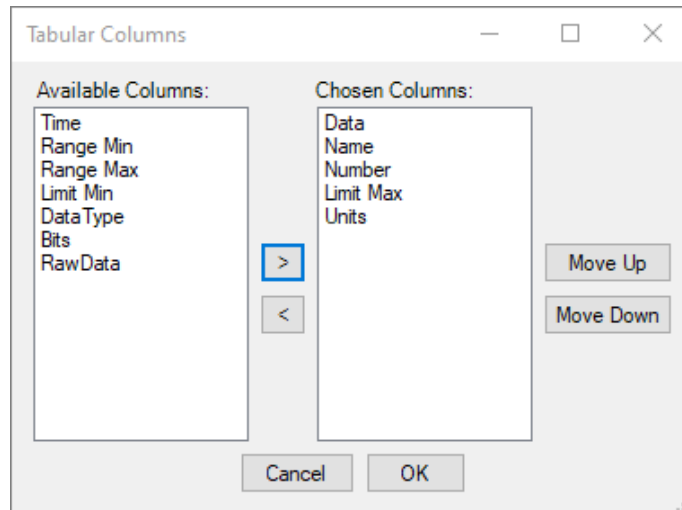 Tabular Columns
Available Columns:
Time
Range Min
Range Max
Limit Min
DataType
Bits
RawData
>
<
Chosen Columns:
Data
Name
Number
Limit Max
Units
Move Up
Move Down
Cancel
OK